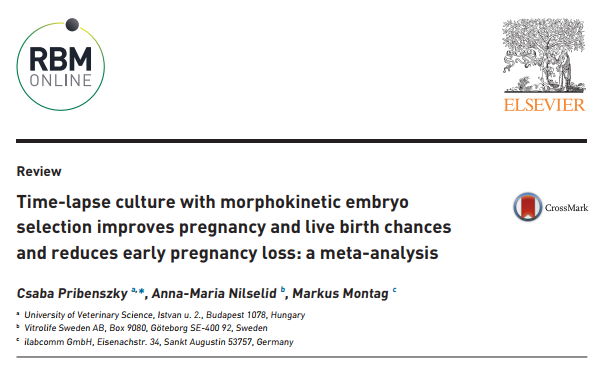 RBM
ONLINE
ELSEVIER
Review
Time-lapse culture with morphokinetic embryo
selection improves pregnancy and live birth chances
and reduces early pregnancy loss: a meta-analysis
CrossMark
Csaba Pribenszky a,*, Anna-Maria Nilselid b, Markus Montag c
a University of Veterinary Science, Istvan u. 2., Budapest 1078, Hungary
b Vitrolife Sweden AB, Box 9080, Göteborg SE-400 92, Sweden
c ilabcomm GmbH, Eisenachstr. 34, Sankt Augustin 53757, Germany